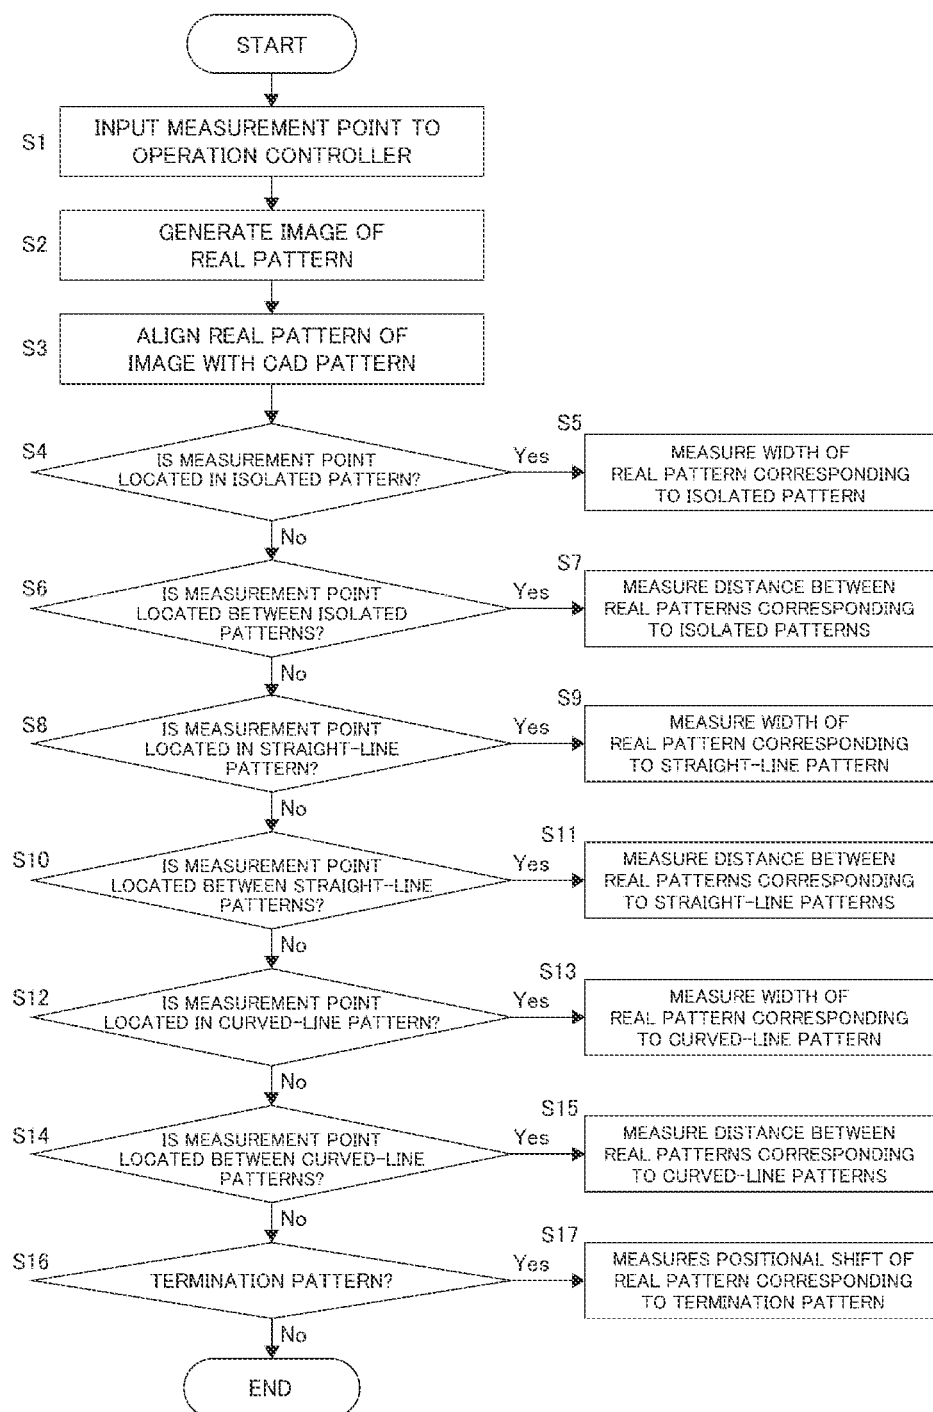 START
S1
INPUT MEASUREMENT POINT TO
OPERATION CONTROLLER
S2
GENERATE IMAGE OF
REAL PATTERN
S3
ALIGN REAL PATTERN OF
IMAGE WITH CAD PATTERN
S4
IS MEASUREMENT POINT
LOCATED IN ISOLATED PATTERN?
Yes
S5
MEASURE WIDTH OF
REAL PATTERN CORRESPONDING
TO ISOLATED PATTERN
No
S6
IS MEASUREMENT POINT
LOCATED BETWEEN ISOLATED
PATTERNS?
Yes
S7
MEASURE DISTANCE BETWEEN
REAL PATTERNS CORRESPONDING
TO ISOLATED PATTERNS
No
S8
IS MEASUREMENT POINT
LOCATED IN STRAIGHT-LINE
PATTERN?
Yes
S9
MEASURE WIDTH OF
REAL PATTERN CORRESPONDING
TO STRAIGHT-LINE PATTERN
No
S10
IS MEASUREMENT POINT
LOCATED BETWEEN STRAIGHT-LINE
PATTERNS?
Yes
S11
MEASURE DISTANCE BETWEEN
REAL PATTERNS CORRESPONDING
TO STRAIGHT-LINE PATTERNS
No
S12
IS MEASUREMENT POINT
LOCATED IN CURVED-LINE PATTERN?
Yes
S13
MEASURE WIDTH OF
REAL PATTERN CORRESPONDING
TO CURVED-LINE PATTERN
No
S14
IS MEASUREMENT POINT
LOCATED BETWEEN CURVED-LINE
PATTERNS?
Yes
S15
MEASURE DISTANCE BETWEEN
REAL PATTERNS CORRESPONDING
TO CURVED-LINE PATTERNS
No
S16
TERMINATION PATTERN?
Yes
S17
MEASURES POSITIONAL SHIFT OF
REAL PATTERN CORRESPONDING
TO TERMINATION PATTERN
No
END